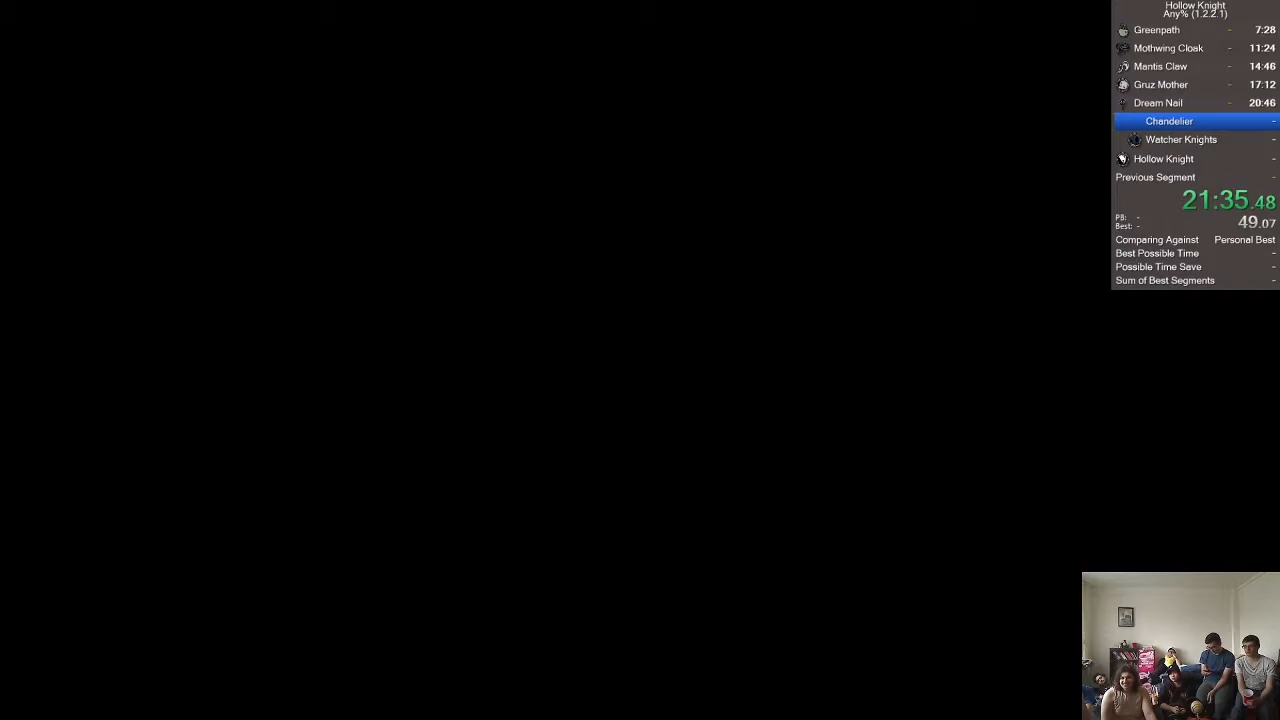 Hollow Knight
Any% (1.2.2.1)
Greenpath - 7:28
Mothwing Cloak - 11:24
Mantis Claw - 14:46
Gruz Mother - 17:12
Dream Nail - 20:46
Chandelier -
Watcher Knights -
Hollow Knight -
Previous Segment -
21:35.48
PB: - 49.07
Best: -
Comparing Against Personal Best
Best Possible Time -
Possible Time Save -
Sum of Best Segments -